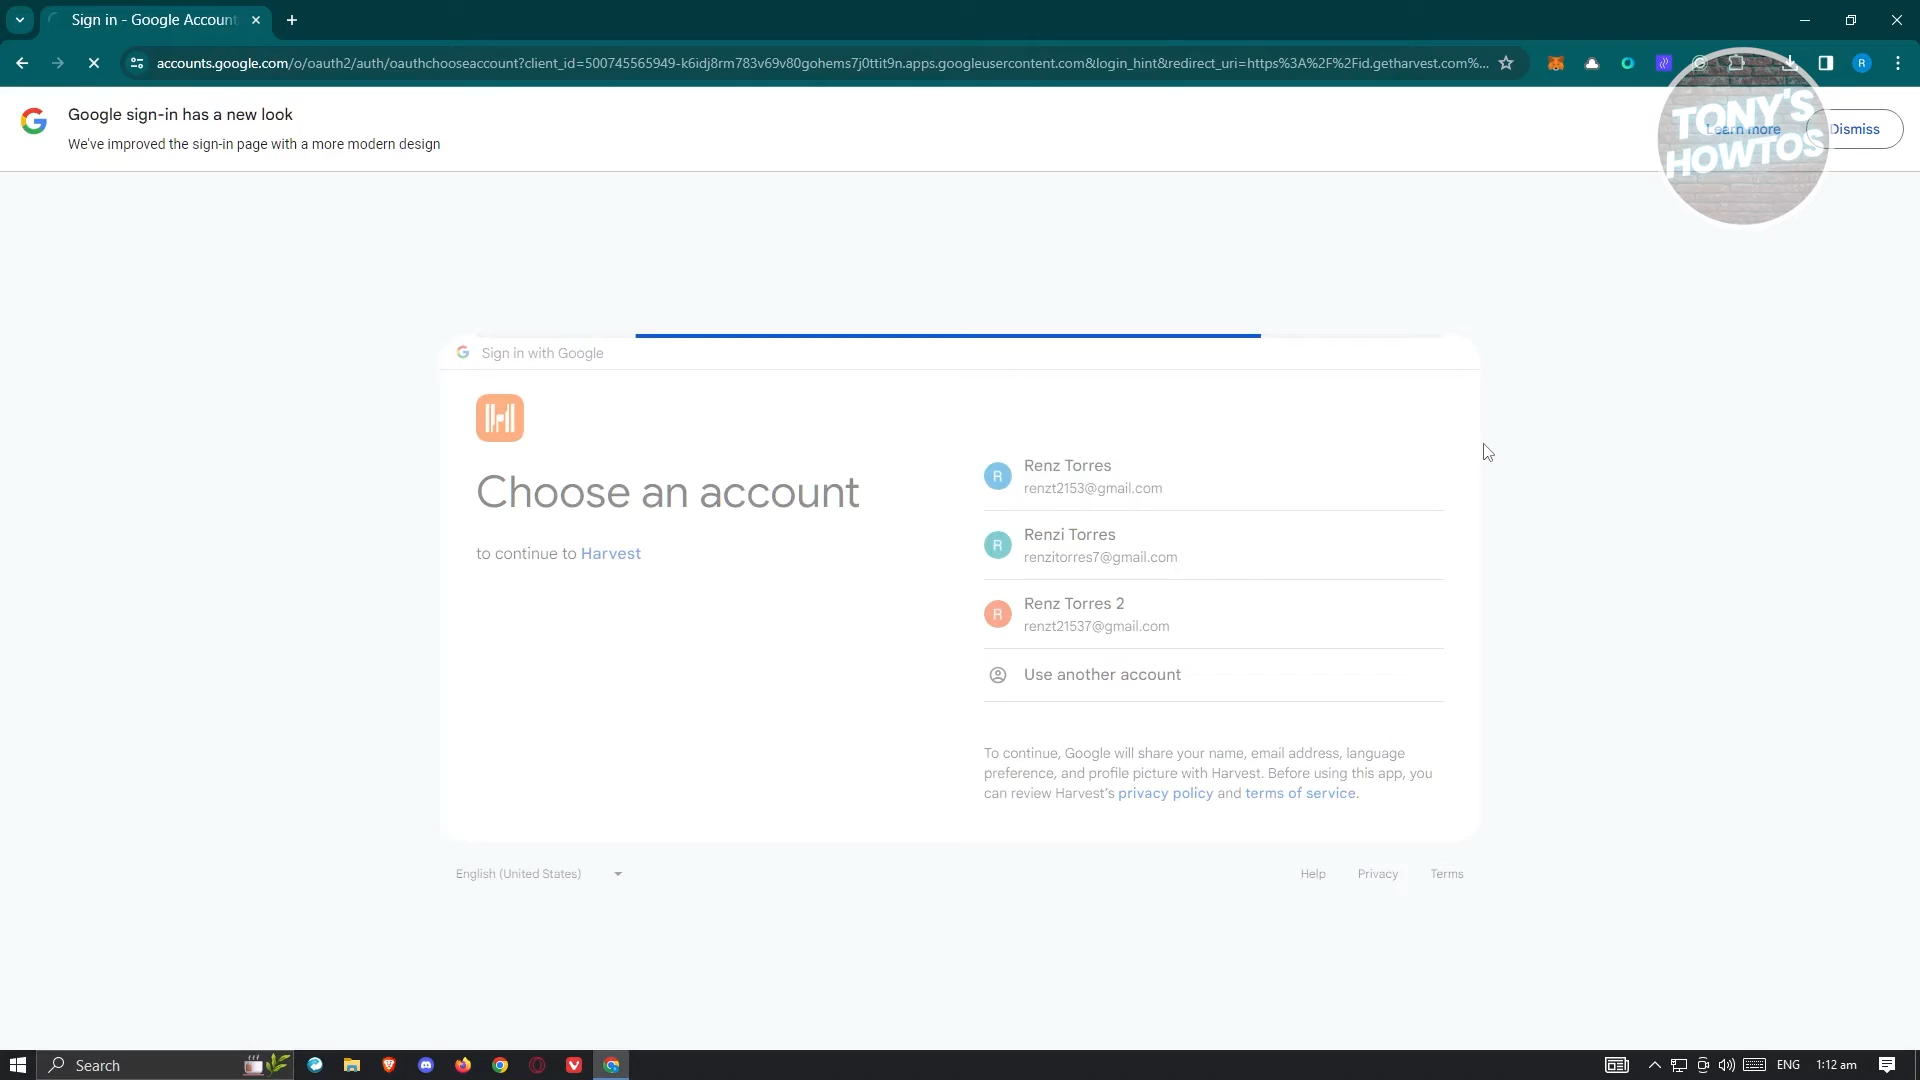 Sign in - Google Account
accounts.google.com/o/oauth2/auth/oauthchooseaccount?client_id=500745565949-k6idj8rm783v69v80gohems7j0ttit9n.apps.googleusercontent.com&login_hint&redirect_uri=https%3A%2F%2Fid.getharvest.com%...
R
Google sign-in has a new look
We've improved the sign-in page with a more modern design
Learn more
Dismiss
TONY'S
HOWTOS
Sign in with Google
Choose an account
to continue to Harvest
R
Renz Torres
renzt2153@gmail.com
R
Renzi Torres
renzitorres7@gmail.com
R
Renz Torres 2
renzt21537@gmail.com
Use another account
To continue, Google will share your name, email address, language
preference, and profile picture with Harvest. Before using this app, you
can review Harvest's privacy policy and terms of service.
English (United States)
Help
Privacy
Terms
Search
ENG
1:12 am